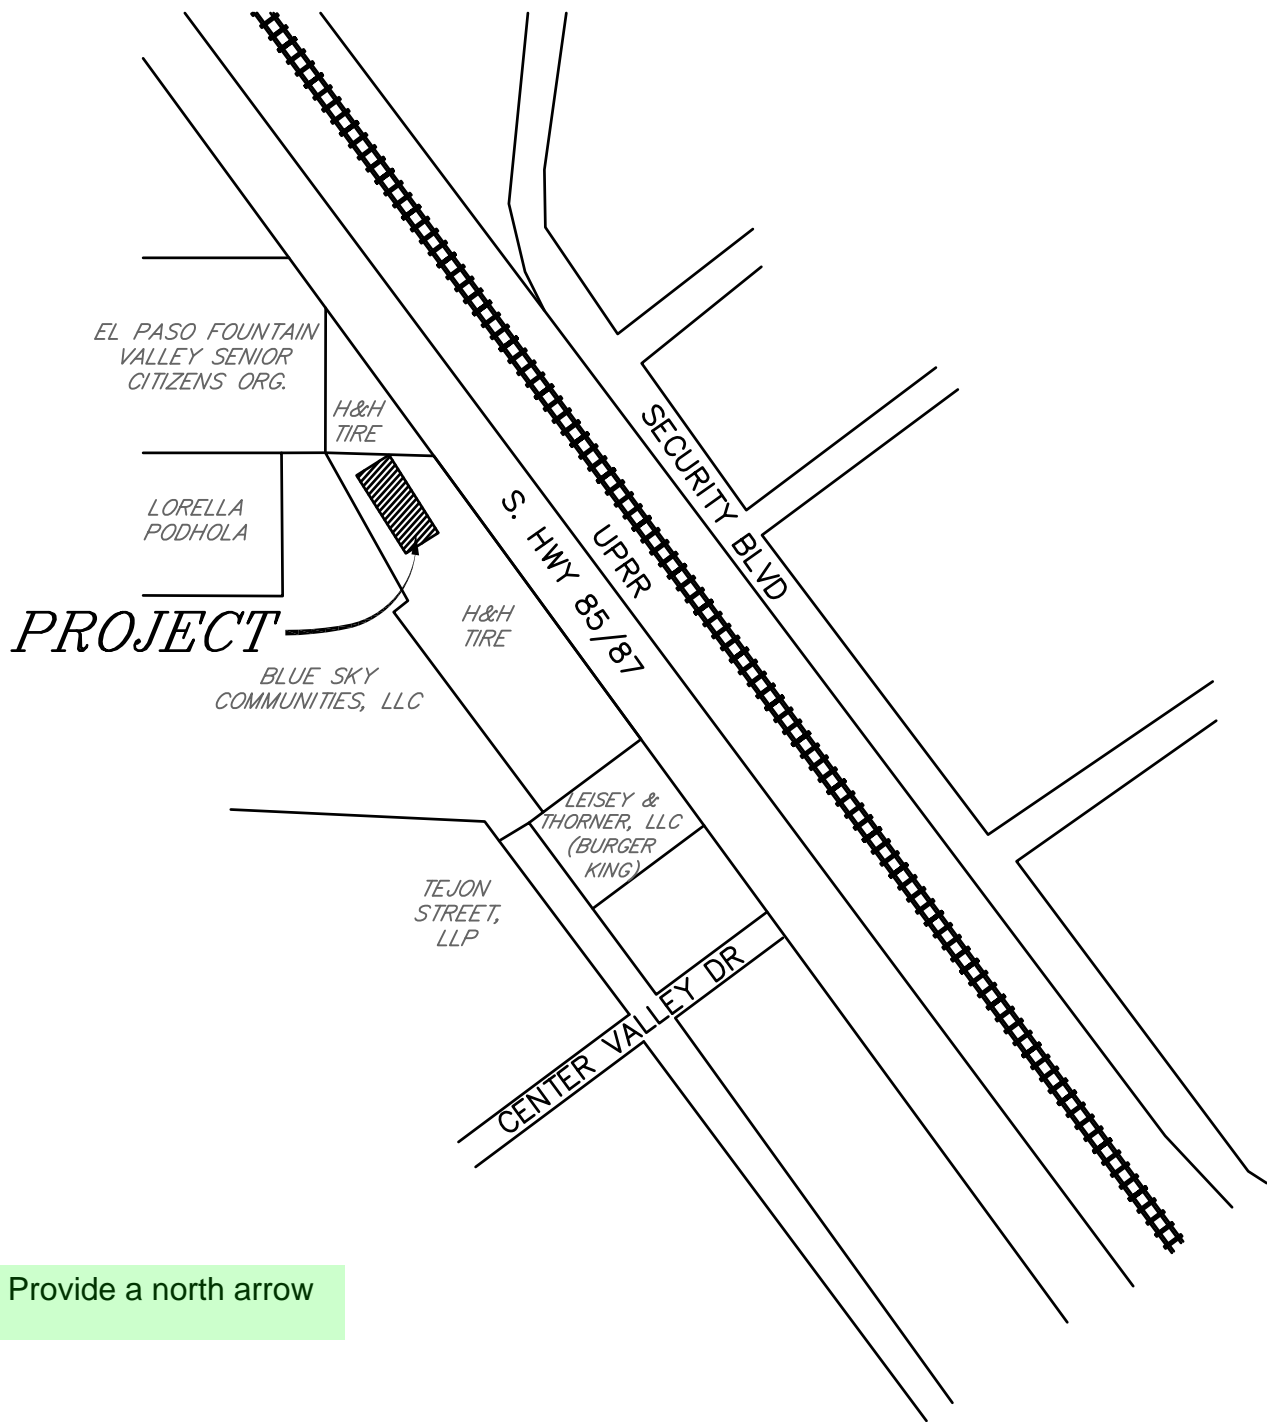 EL PASO FOUNTAIN
VALLEY SENIOR
CITIZENS ORG.
H&H
TIRE
LORELLA
PODHOLA
SECURITY BLVD
S. HWY 85/87
UPRR
PROJECT
H&H
TIRE
BLUE SKY
COMMUNITIES, LLC
LEISEY &
THORNER, LLC
(BURGER
KING)
TEJON
STREET,
LLP
CENTER VALLEY DR
Provide a north arrow